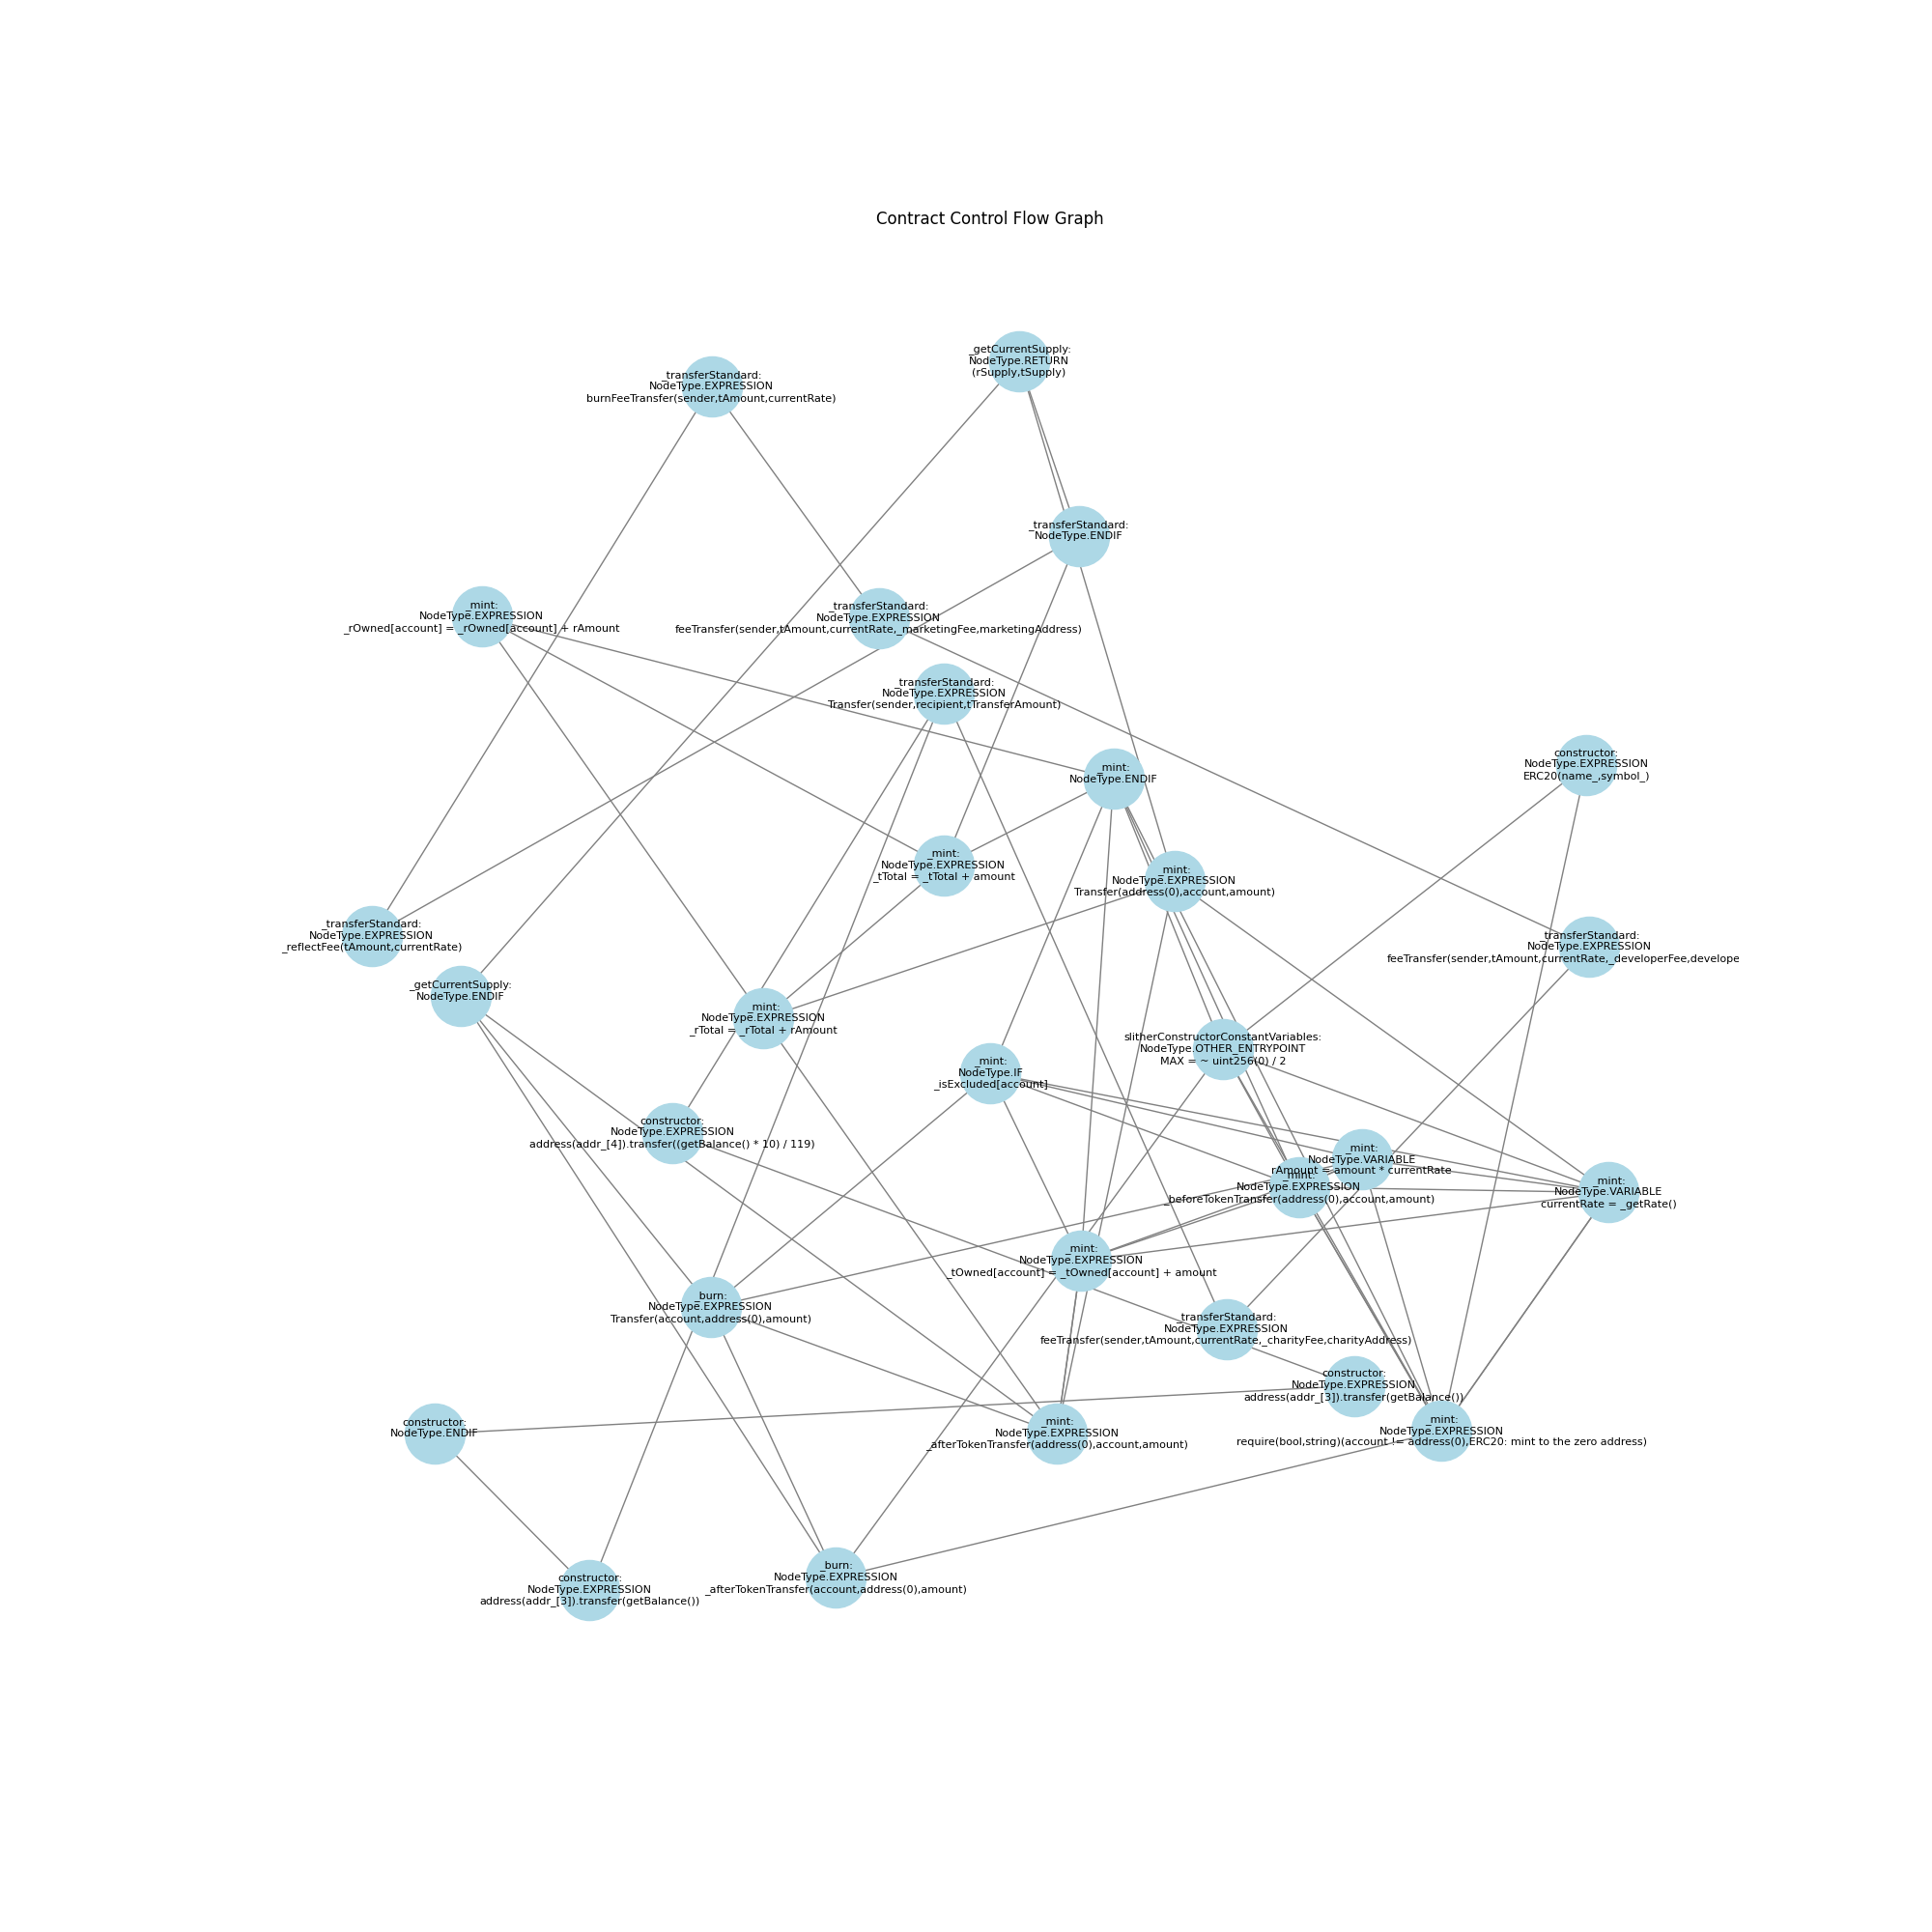 Contract Control Flow Graph
_getCurrentSupply:
NodeType.RETURN
(rSupply,tSupply)
_transferStandard:
NodeType.EXPRESSION
burnFeeTransfer(sender,tAmount,currentRate)
_transferStandard:
NodeType.ENDIF
_mint:
NodeType.EXPRESSION
_rOwned[account] = _rOwned[account] + rAmount
_transferStandard:
NodeType.EXPRESSION
feeTransfer(sender,tAmount,currentRate,_marketingFee,marketingAddress)
_transferStandard:
NodeType.EXPRESSION
Transfer(sender,recipient,tTransferAmount)
_mint:
NodeType.ENDIF
constructor:
NodeType.EXPRESSION
ERC20(name_,symbol_)
_mint:
NodeType.EXPRESSION
_tTotal = _tTotal + amount
_mint:
NodeType.EXPRESSION
Transfer(address(0),account,amount)
_transferStandard:
NodeType.EXPRESSION
_reflectFee(tAmount,currentRate)
_transferStandard:
NodeType.EXPRESSION
feeTransfer(sender,tAmount,currentRate,_developerFee,develope
_getCurrentSupply:
NodeType.ENDIF
_mint:
NodeType.EXPRESSION
_rTotal = _rTotal + rAmount
slitherConstructorConstantVariables:
NodeType.OTHER_ENTRYPOINT
MAX = ~ uint256(0) / 2
_mint:
NodeType.IF
_isExcluded[account]
constructor:
NodeType.EXPRESSION
address(addr_[4]).transfer((getBalance() * 10) / 119)
_mint:
NodeType.VARIABLE
rAmount = amount * currentRate
_mint:
NodeType.EXPRESSION
_beforeTokenTransfer(address(0),account,amount)
_mint:
NodeType.VARIABLE
currentRate = _getRate()
_mint:
NodeType.EXPRESSION
_tOwned[account] = _tOwned[account] + amount
_burn:
NodeType.EXPRESSION
Transfer(account,address(0),amount)
_transferStandard:
NodeType.EXPRESSION
feeTransfer(sender,tAmount,currentRate,_charityFee,charityAddress)
constructor:
NodeType.EXPRESSION
address(addr_[3]).transfer(getBalance())
constructor:
NodeType.ENDIF
_mint:
NodeType.EXPRESSION
_afterTokenTransfer(address(0),account,amount)
_mint:
NodeType.EXPRESSION
require(bool,string)(account != address(0),ERC20: mint to the zero address)
_burn:
NodeType.EXPRESSION
_afterTokenTransfer(account,address(0),amount)
constructor:
NodeType.EXPRESSION
address(addr_[3]).transfer(getBalance())